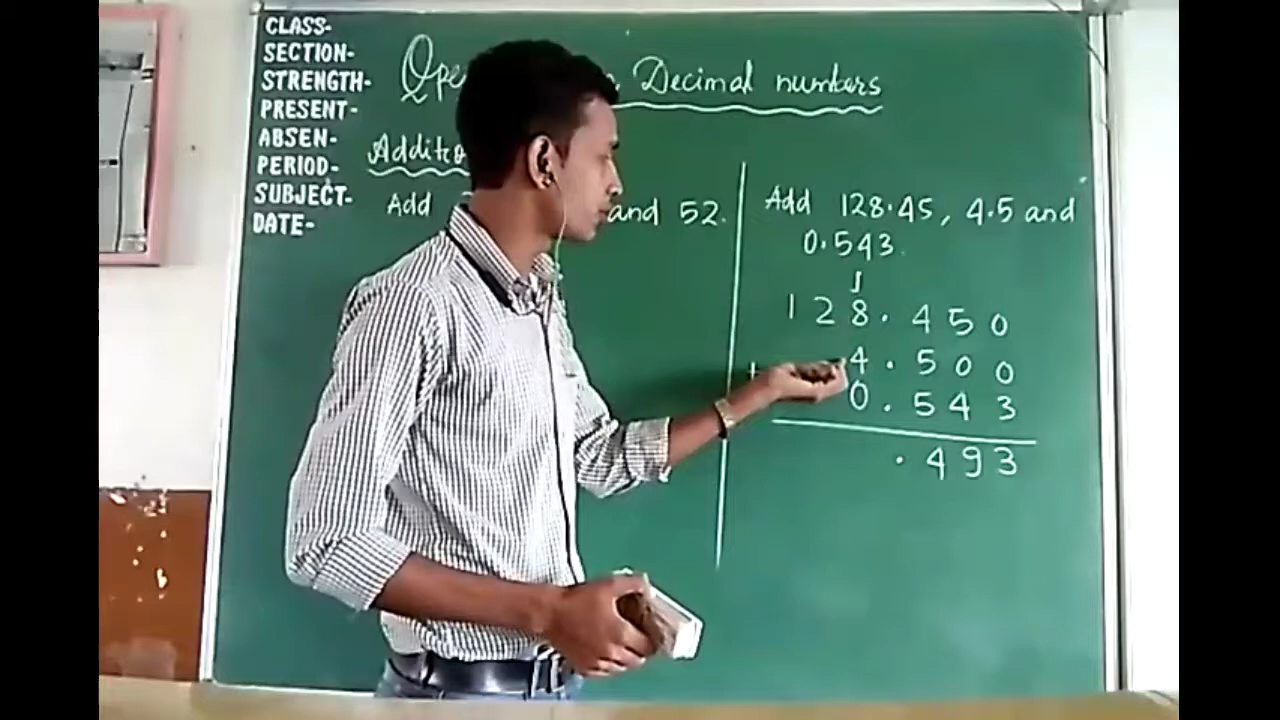 CLASS-
SECTION-
STRENGTH-
PRESENT-
ABSEN-
PERIOD-
SUBJECT-
DATE-
Decimal numbers
Add and 52.
Add 128.45, 4.5 and
0.543.
1
128.450
+ 4.500
0.543
.493